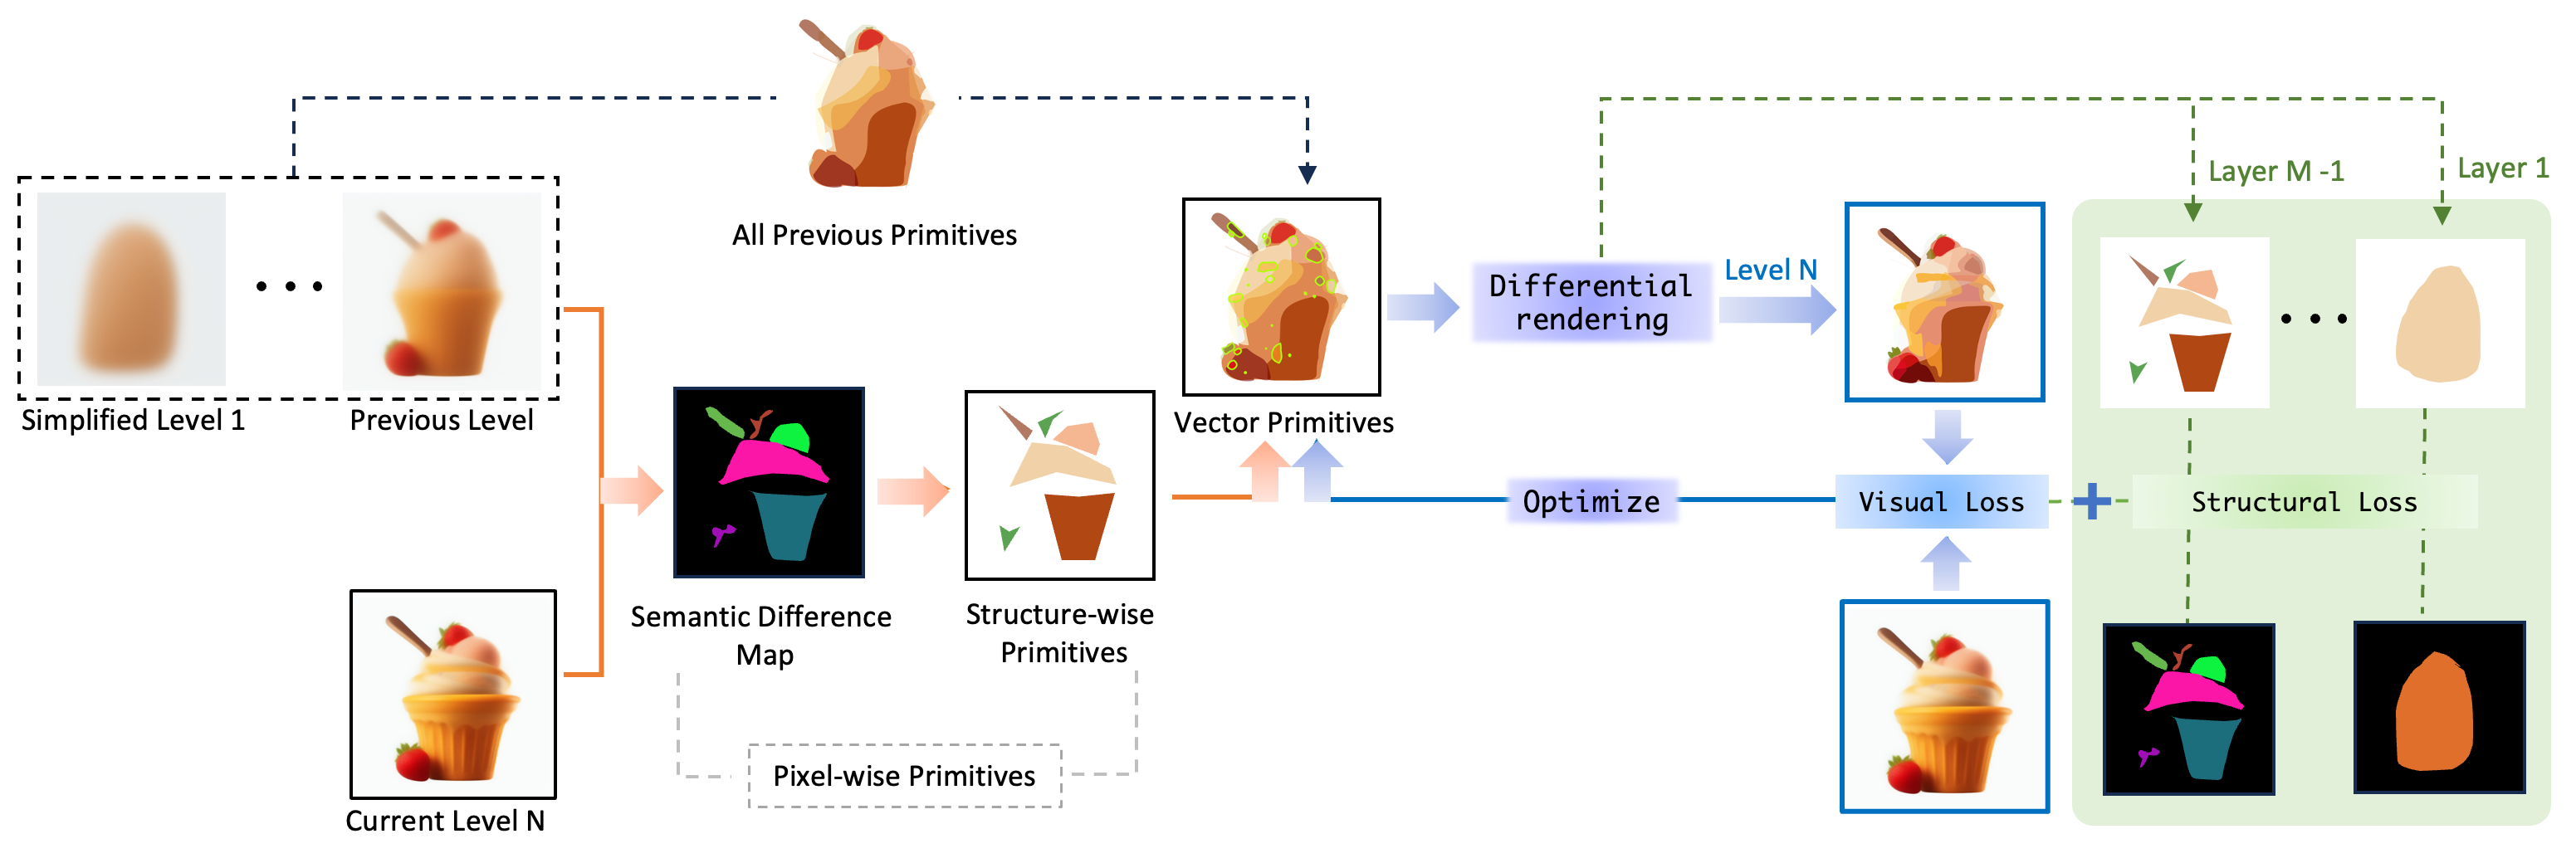 All Previous Primitives
Simplified Level 1
Previous Level
Current Level N
Semantic Difference
Map
Structure-wise
Primitives
Pixel-wise Primitives
Vector Primitives
Differential
rendering
Level N
Optimize
Visual Loss
Structural Loss
Layer M -1
Layer 1